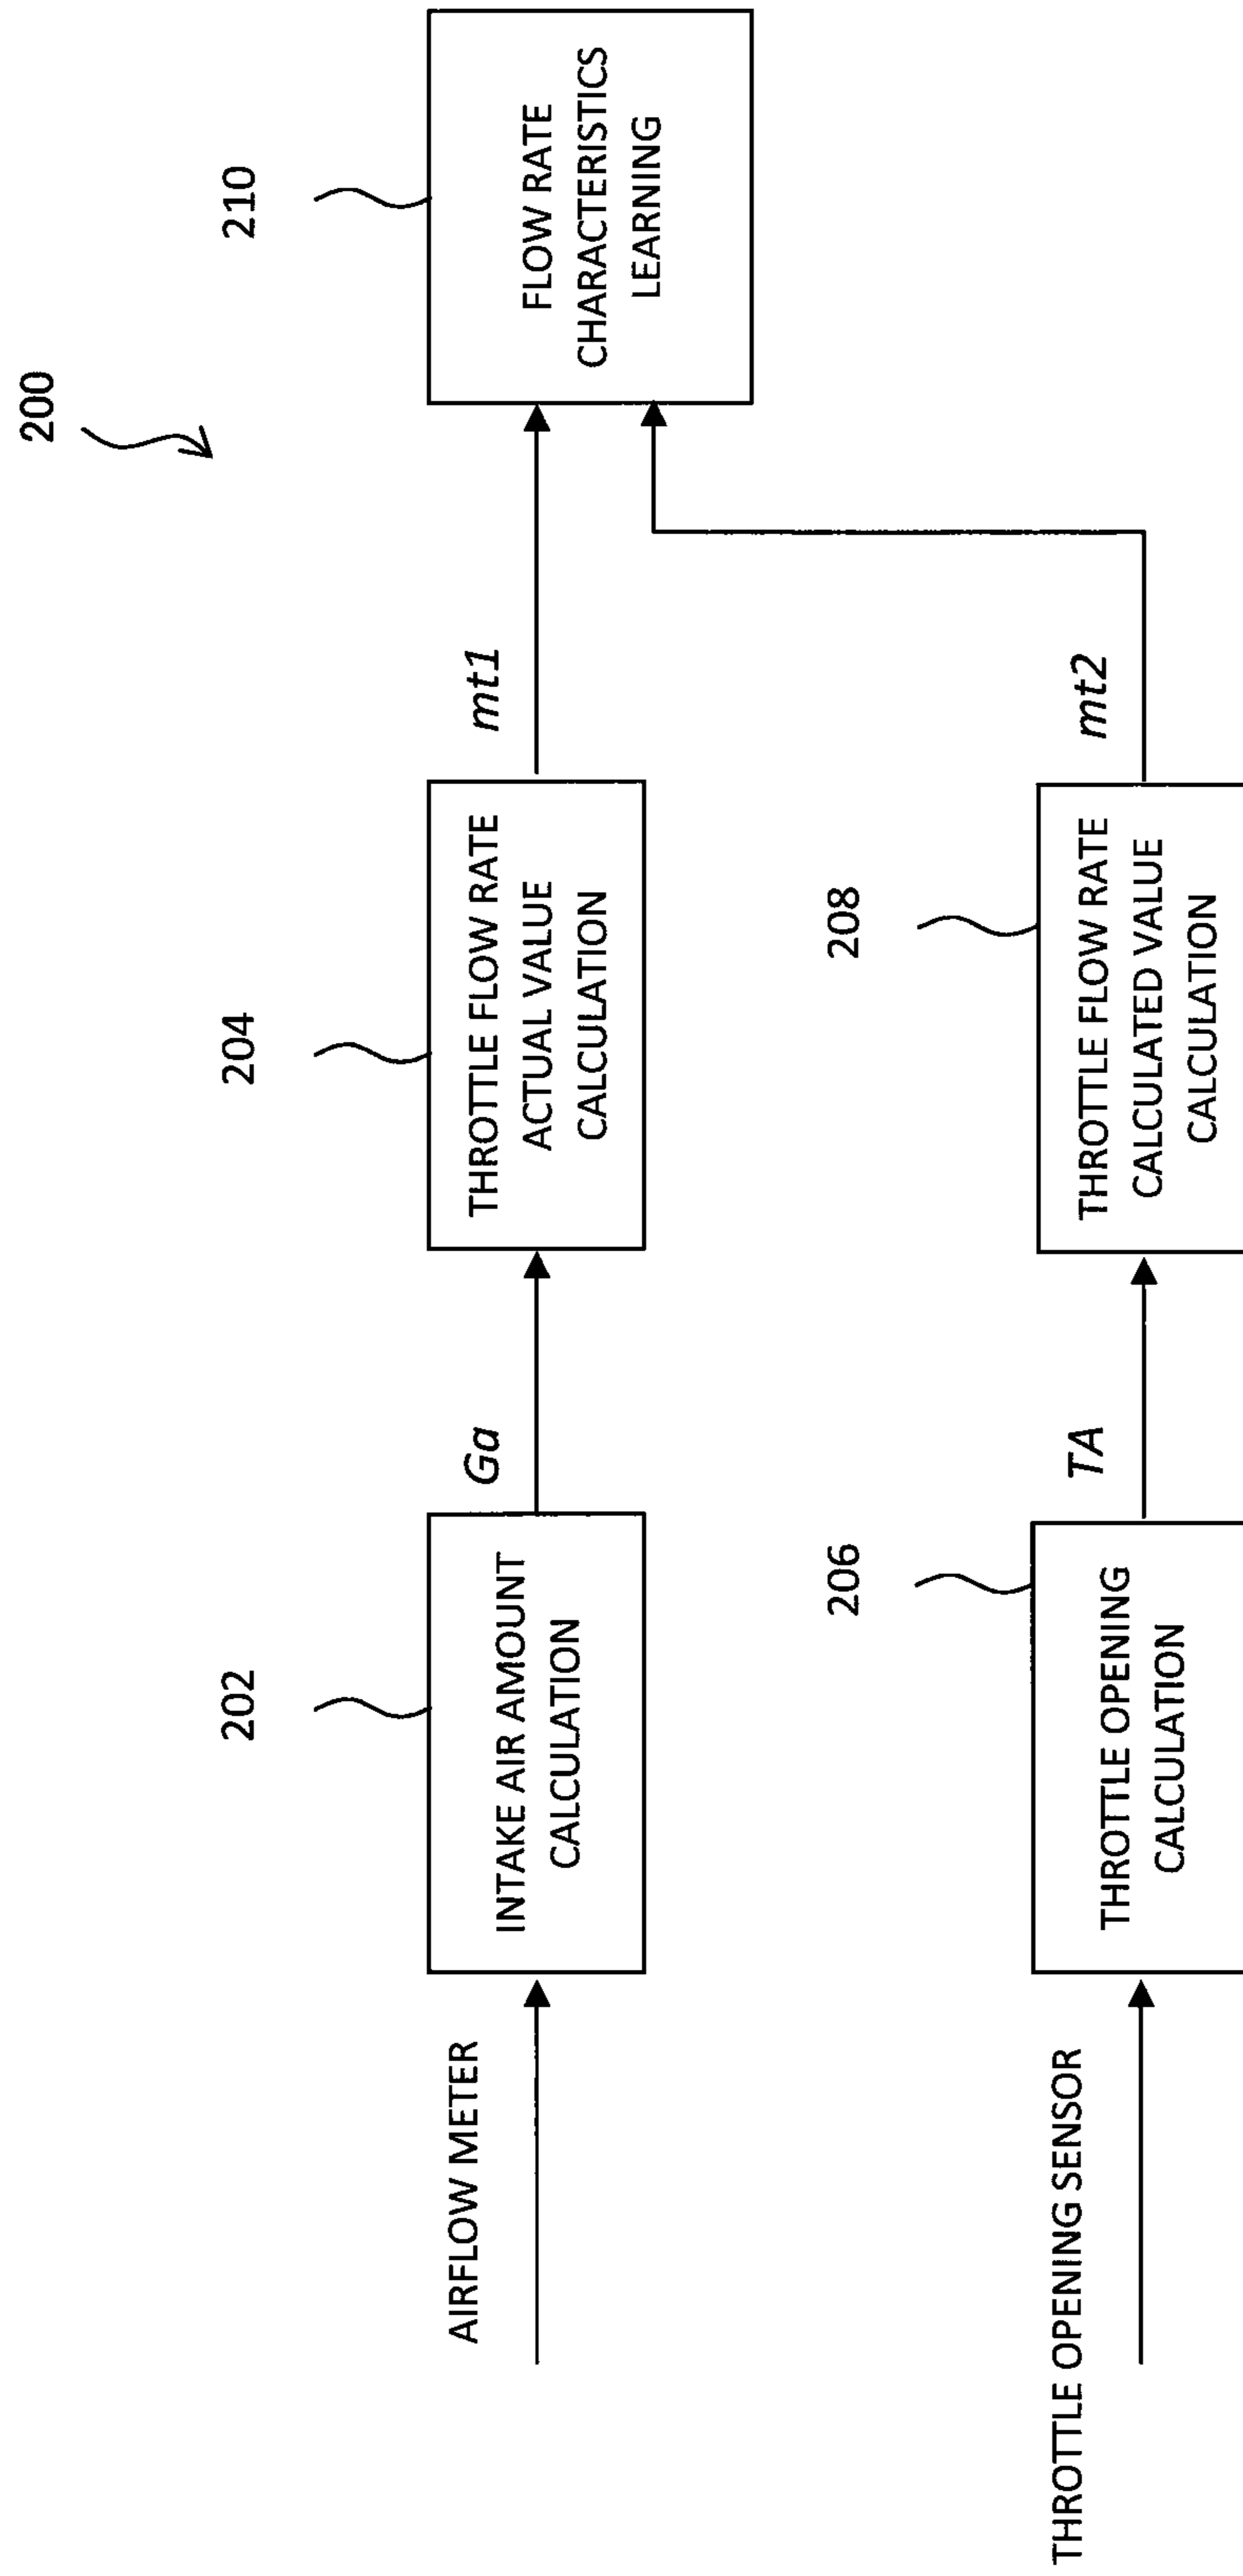 200
202
204
210
AIRFLOW METER
INTAKE AIR AMOUNT
CALCULATION
Ga
THROTTLE FLOW RATE
ACTUAL VALUE
CALCULATION
mt1
FLOW RATE
CHARACTERISTICS
LEARNING
206
208
THROTTLE OPENING SENSOR
THROTTLE OPENING
CALCULATION
TA
THROTTLE FLOW RATE
CALCULATED VALUE
CALCULATION
mt2